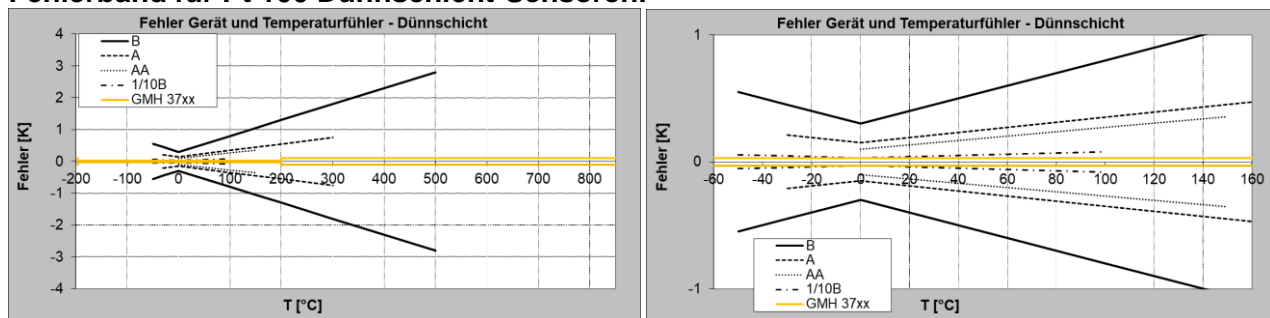 Fehlerband für Pt 100 Dünnschicht-Sensoren:
Fehler Gerät und Temperaturfühler - Dünnschicht
4
3
2
1
0
-1
-2
-3
-4
Fehler [K]
B
A
AA
1/10B
GMH 37xx
-200 -100 0 100 200 300 400 500 600 700 800
T [°C]
Fehler Gerät und Temperaturfühler - Dünnschicht
1
0
-1
Fehler [K]
-60 -40 -20 0 20 40 60 80 100 120 140 160
B
A
AA
1/10B
GMH 37xx
T [°C]